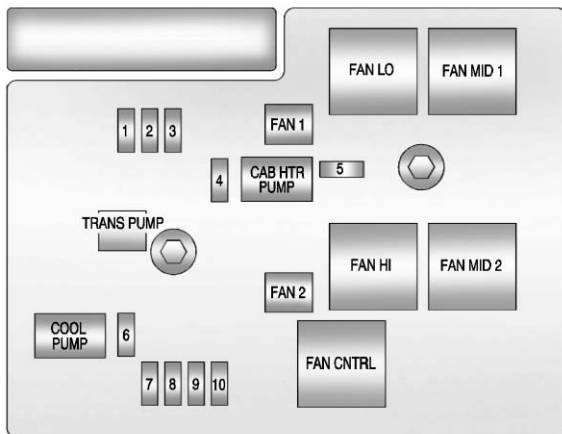 FAN LO
FAN MID 1
FAN 1
1 2 3
4
CAB HTR
PUMP
5
TRANS PUMP
FAN HI
FAN MID 2
FAN 2
COOL
PUMP
6
FAN CNTRL
7 8 9 10